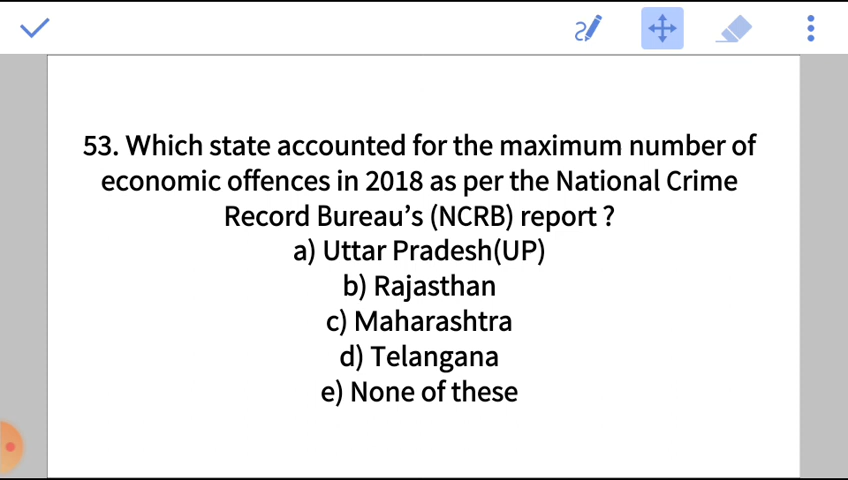 53. Which state accounted for the maximum number of
economic offences in 2018 as per the National Crime
Record Bureau’s (NCRB) report ?
a) Uttar Pradesh(UP)
b) Rajasthan
c) Maharashtra
d) Telangana
e) None of these